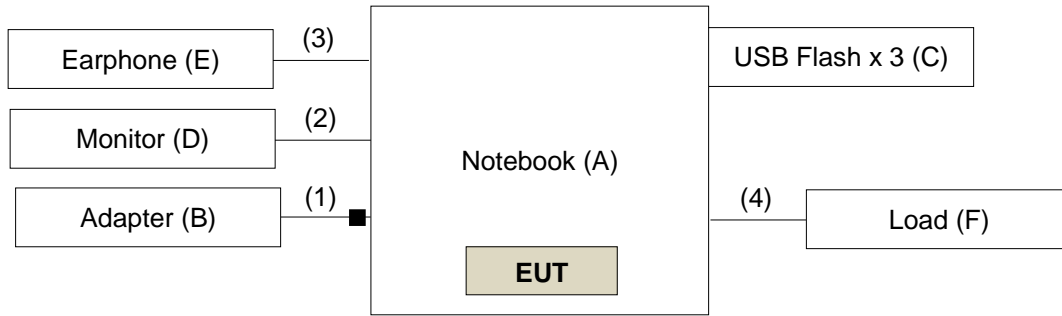 (3)
Earphone (E)
USB Flash x 3 (C)
(2)
Monitor (D)
Notebook (A)
(1)
Adapter (B)
(4)
Load (F)
EUT